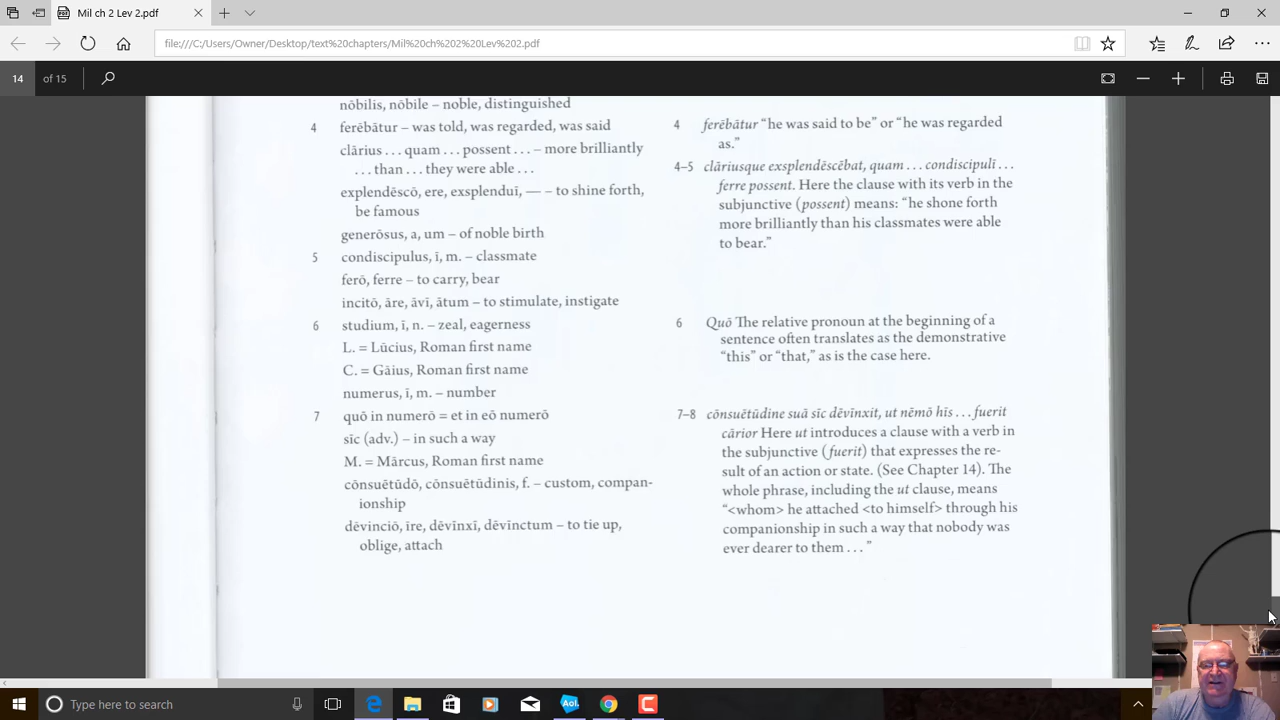 Mil ch 2 Lev 2.pdf
file:///C:/Users/Owner/Desktop/text%20chapters/Mil%20ch%202%20Lev%202.pdf
14 of 15
nōbilis, nōbile – noble, distinguished
4 ferēbātur – was told, was regarded, was said
clārius . . . quam . . . possent . . . – more brilliantly
. . . than . . . they were able . . .
explendēscō, ere, exsplenduī, — – to shine forth,
be famous
generōsus, a, um – of noble birth
5 condiscipulus, ī, m. – classmate
ferō, ferre – to carry, bear
incitō, āre, āvī, ātum – to stimulate, instigate
6 studium, ī, n. – zeal, eagerness
L. = Lūcius, Roman first name
C. = Gāius, Roman first name
numerus, ī, m. – number
7 quō in numerō = et in eō numerō
sīc (adv.) – in such a way
M. = Mārcus, Roman first name
cōnsuētūdō, cōnsuētūdinis, f. – custom, compan-
ionship
dēvinciō, īre, dēvīnxī, dēvīnctum – to tie up,
oblige, attach
4 ferēbātur “he was said to be” or “he was regarded
as.”
4–5 clāriusque exsplendēscēbat, quam . . . condiscipulī . . .
ferre possent. Here the clause with its verb in the
subjunctive (possent) means: “he shone forth
more brilliantly than his classmates were able
to bear.”
6 Quō The relative pronoun at the beginning of a
sentence often translates as the demonstrative
“this” or “that,” as is the case here.
7–8 cōnsuētūdine suā sīc dēvīnxit, ut nēmō hīs . . . fuerit
cārior Here ut introduces a clause with a verb in
the subjunctive (fuerit) that expresses the re-
sult of an action or state. (See Chapter 14). The
whole phrase, including the ut clause, means
“<whom> he attached <to himself> through his
companionship in such a way that nobody was
ever dearer to them . . . ”
Type here to search
Aol.